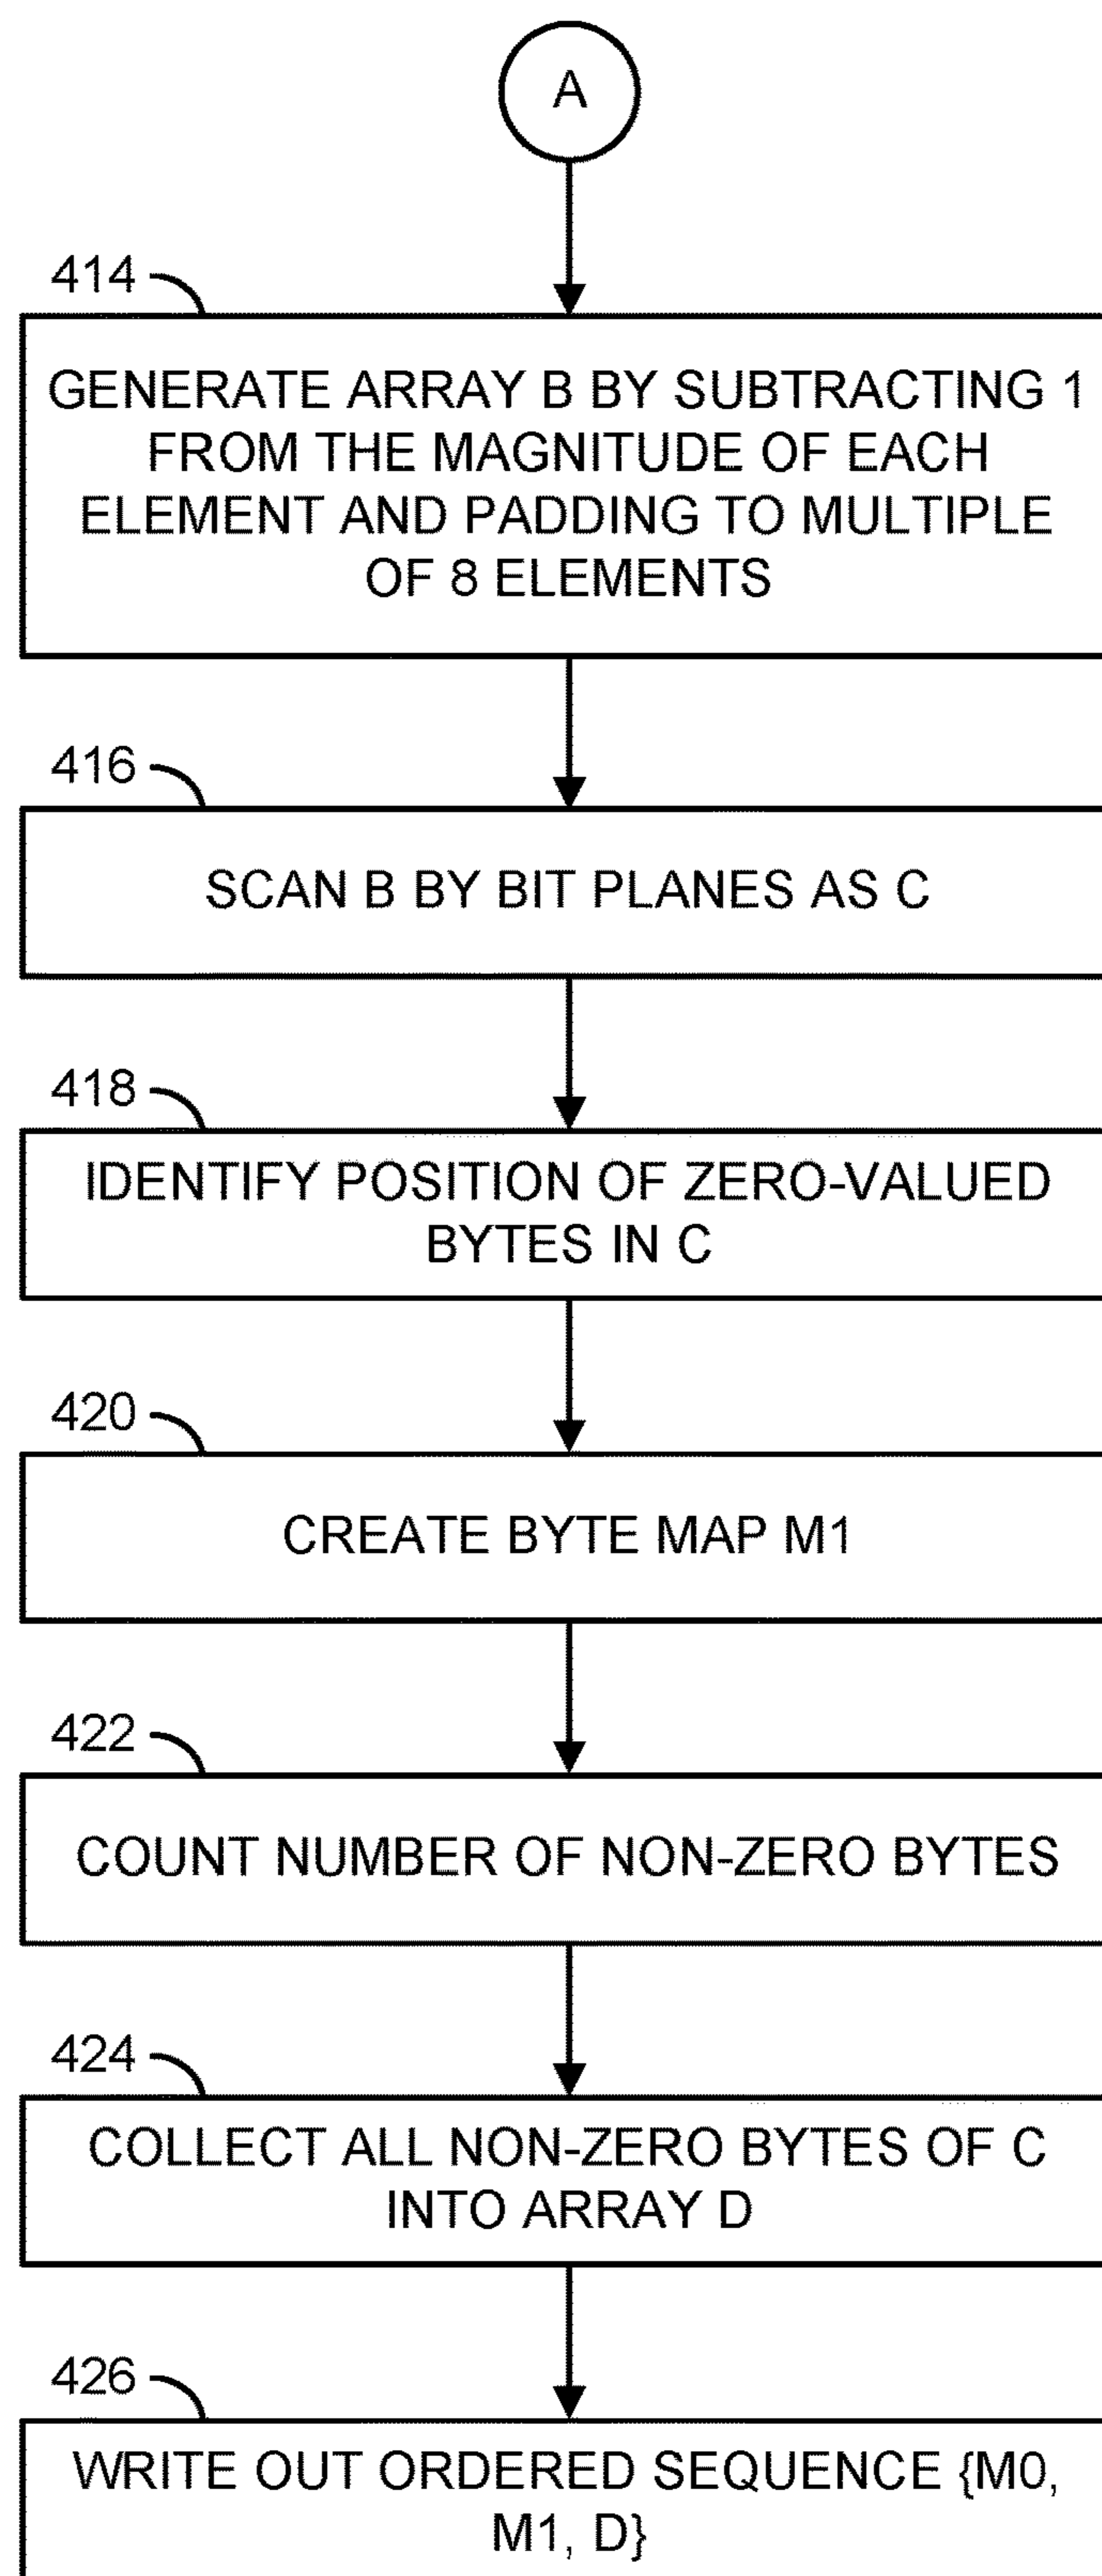 A
414
GENERATE ARRAY B BY SUBTRACTING 1
FROM THE MAGNITUDE OF EACH
ELEMENT AND PADDING TO MULTIPLE
OF 8 ELEMENTS
416
SCAN B BY BIT PLANES AS C
418
IDENTIFY POSITION OF ZERO-VALUED
BYTES IN C
420
CREATE BYTE MAP M1
422
COUNT NUMBER OF NON-ZERO BYTES
424
COLLECT ALL NON-ZERO BYTES OF C
INTO ARRAY D
426
WRITE OUT ORDERED SEQUENCE {M0,
M1, D}